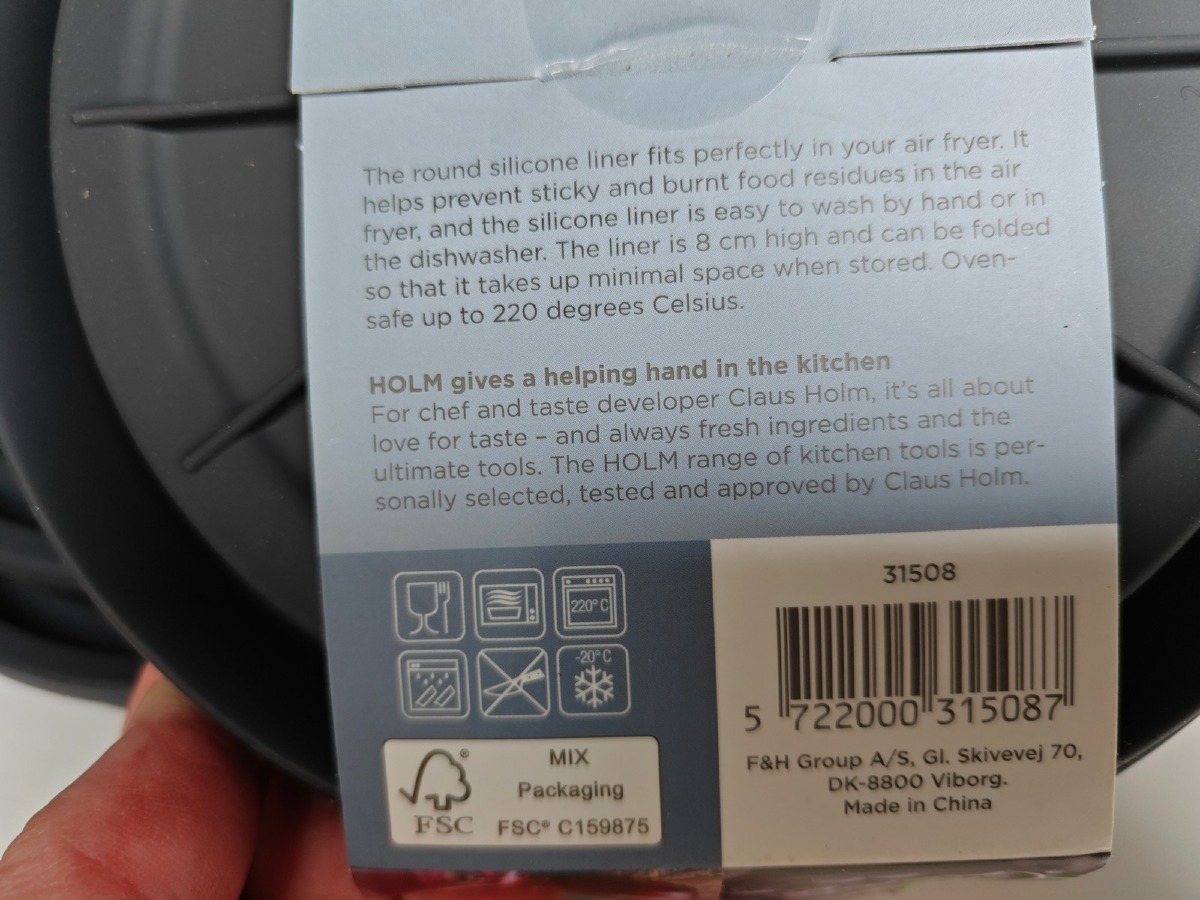 The round silicone liner fits perfectly in your air fryer. It
helps prevent sticky and burnt food residues in the air
fryer, and the silicone liner is easy to wash by hand or in
the dishwasher. The liner is 8 cm high and can be folded
so that it takes up minimal space when stored. Oven-
safe up to 220 degrees Celsius.
HOLM gives a helping hand in the kitchen
For chef and taste developer Claus Holm, it's all about
love for taste – and always fresh ingredients and the
ultimate tools. The HOLM range of kitchen tools is per-
sonally selected, tested and approved by Claus Holm.
220°C
-20°C
FSC®
MIX
Packaging
FSC® C159875
31508
5 722000 315087
F&H Group A/S, Gl. Skivevej 70,
DK-8800 Viborg.
Made in China